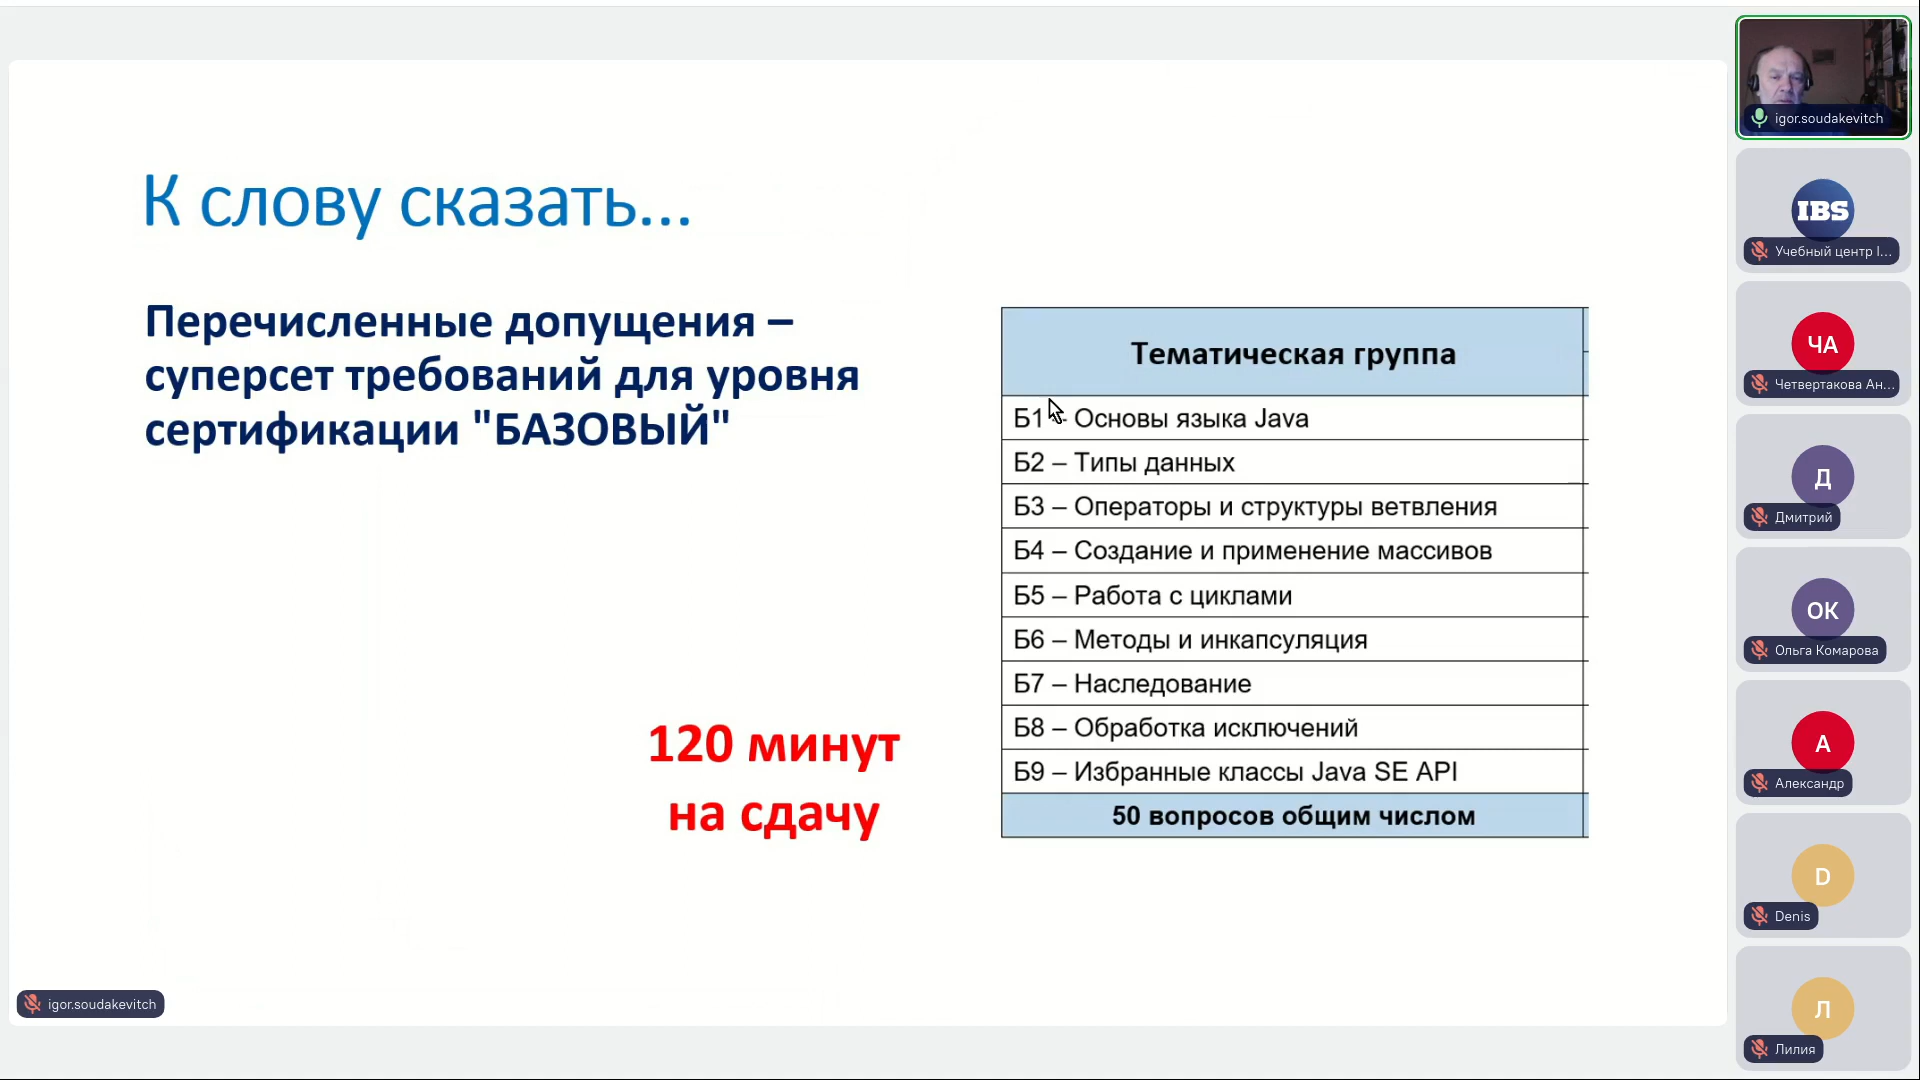 К слову сказать...
Перечисленные допущения –
суперсет требований для уровня
сертификации "БАЗОВЫЙ"
120 минут
на сдачу
Тематическая группа
Б1 – Основы языка Java
Б2 – Типы данных
Б3 – Операторы и структуры ветвления
Б4 – Создание и применение массивов
Б5 – Работа с циклами
Б6 – Методы и инкапсуляция
Б7 – Наследование
Б8 – Обработка исключений
Б9 – Избранные классы Java SE API
50 вопросов общим числом
igor.soudakevitch
igor.soudakevitch
IBS
Учебный центр I...
ЧА
Четвертакова Ан...
Д
Дмитрий
ОК
Ольга Комарова
А
Александр
D
Denis
Л
Лилия